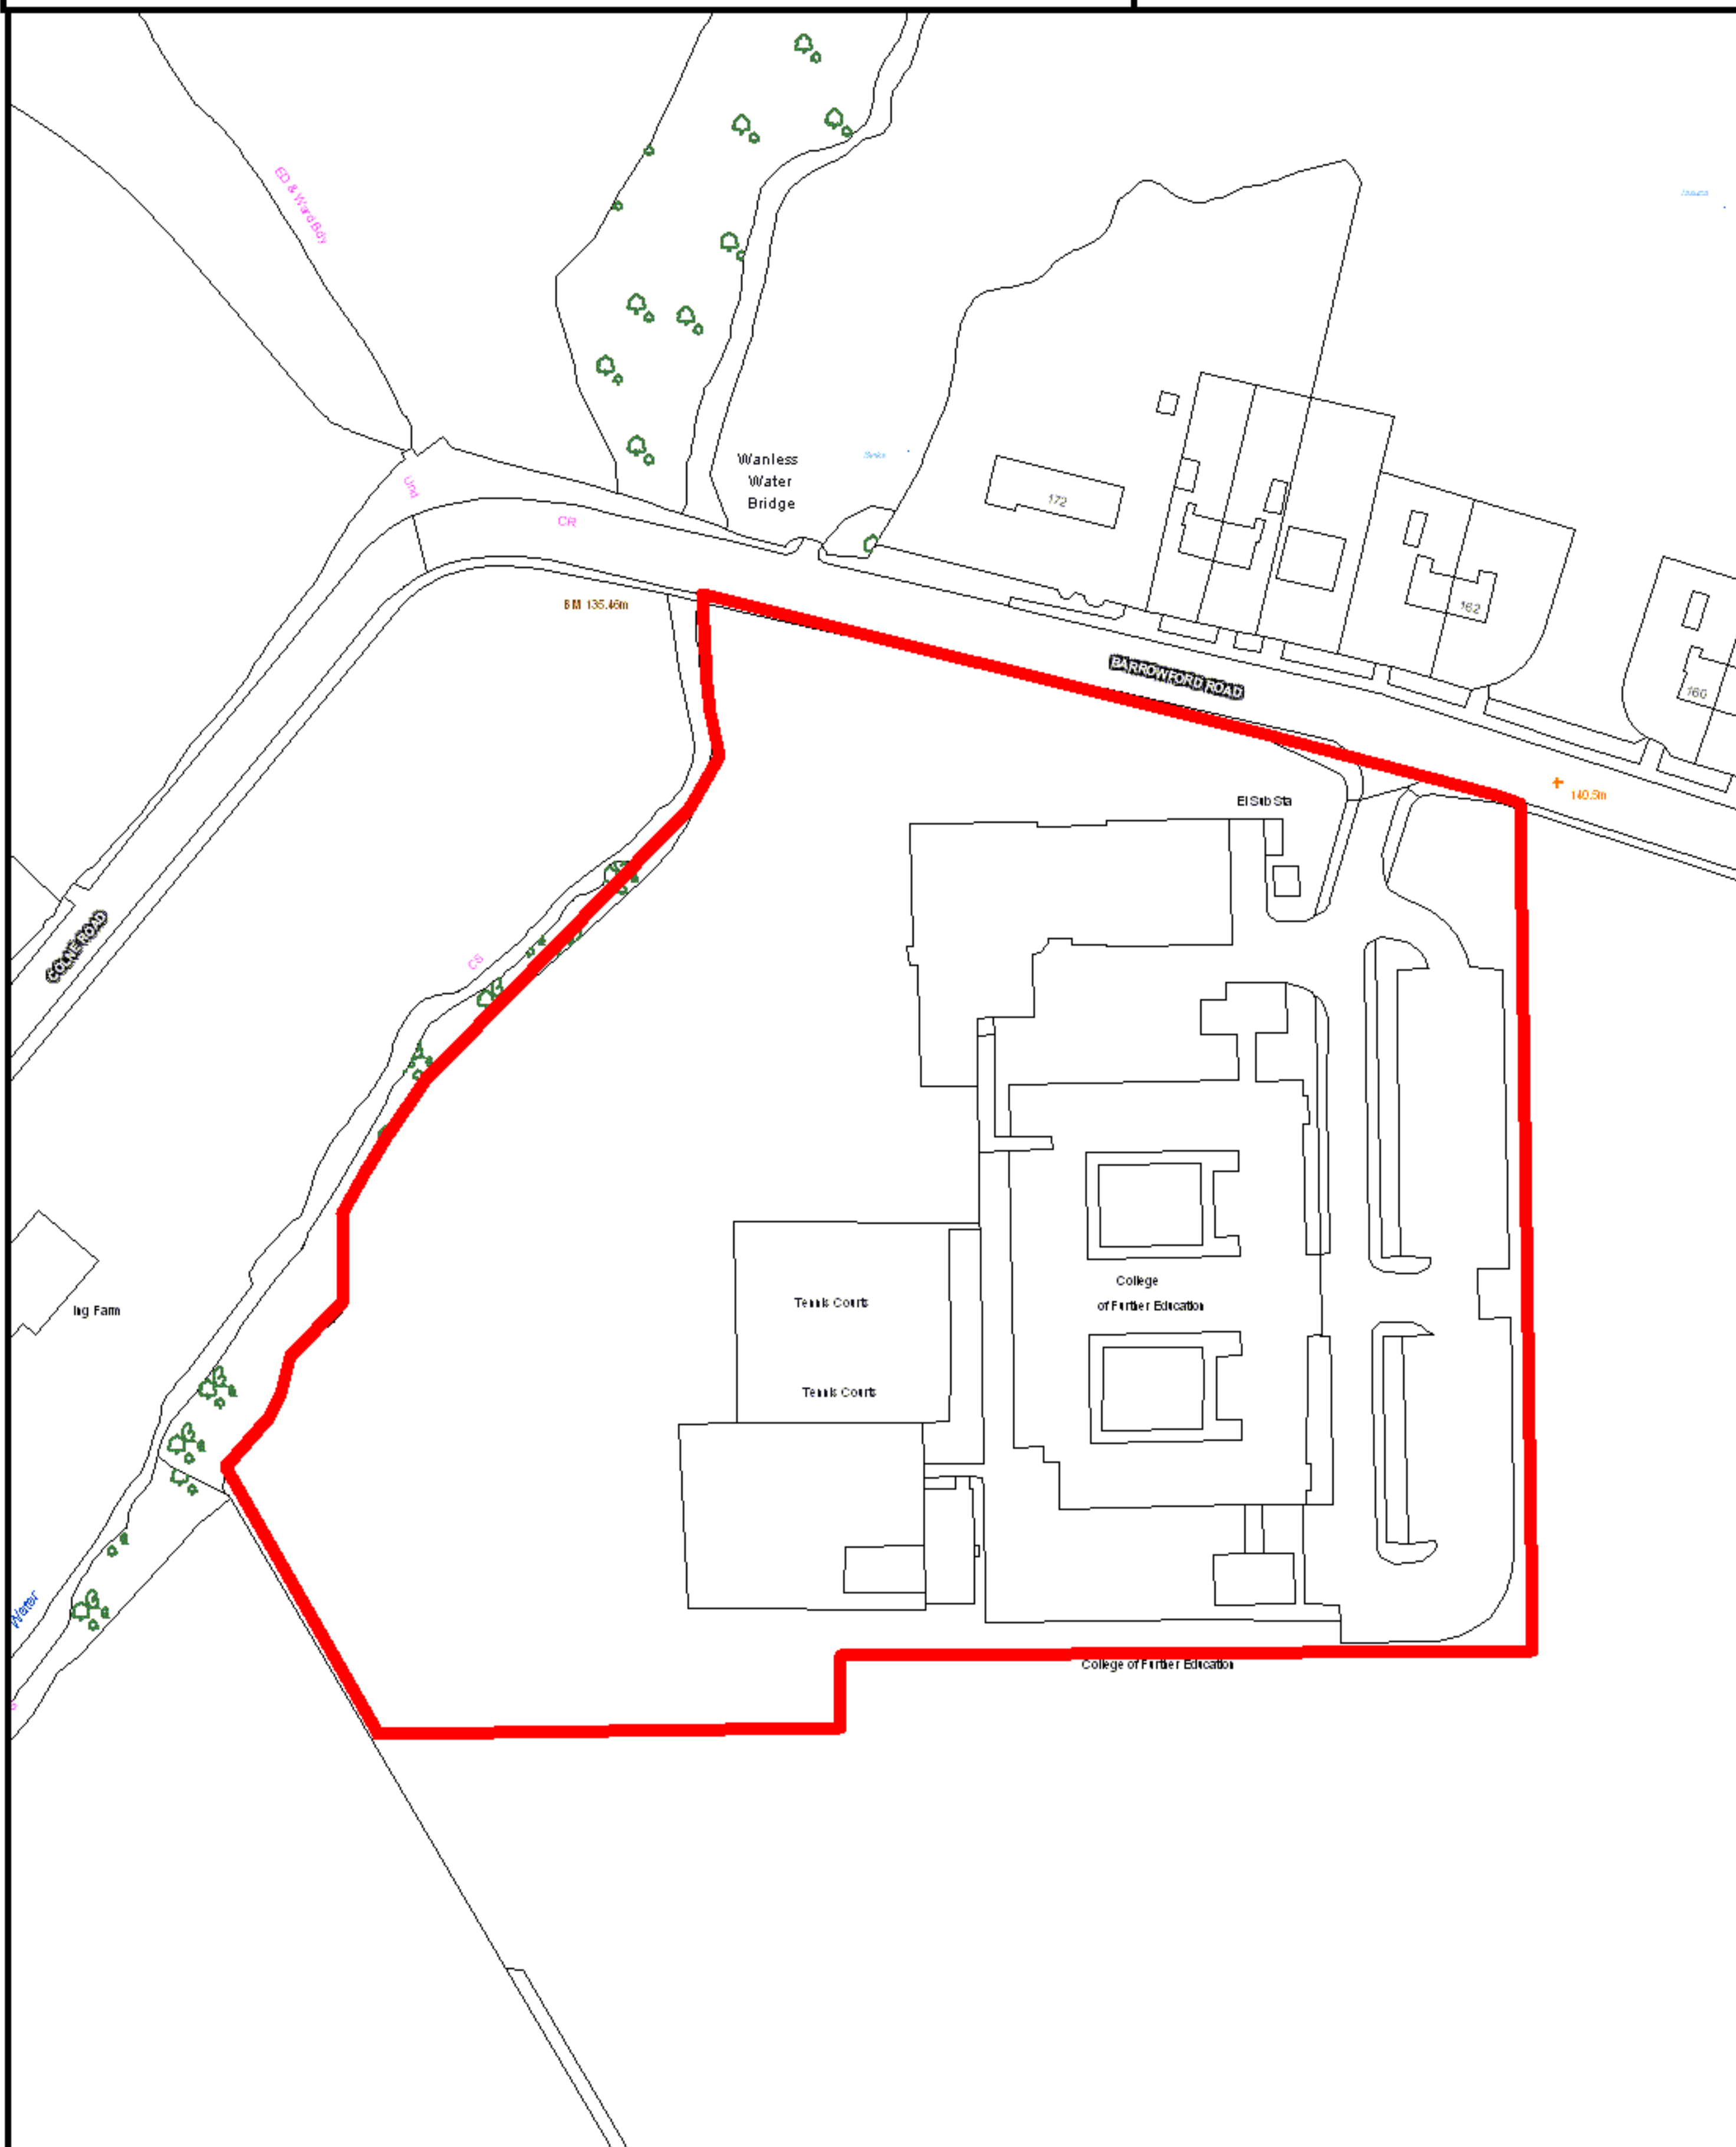 ED & Ward Bdy
Wanless
Water
Bridge
Und
CR
172
162
160
BM 135.46m
BARROWFORD ROAD
140.5m
El Sub Sta
COLNE ROAD
CS
College
of Further Education
Tennis Courts
Tennis Courts
Ing Farm
Water
College of Further Education